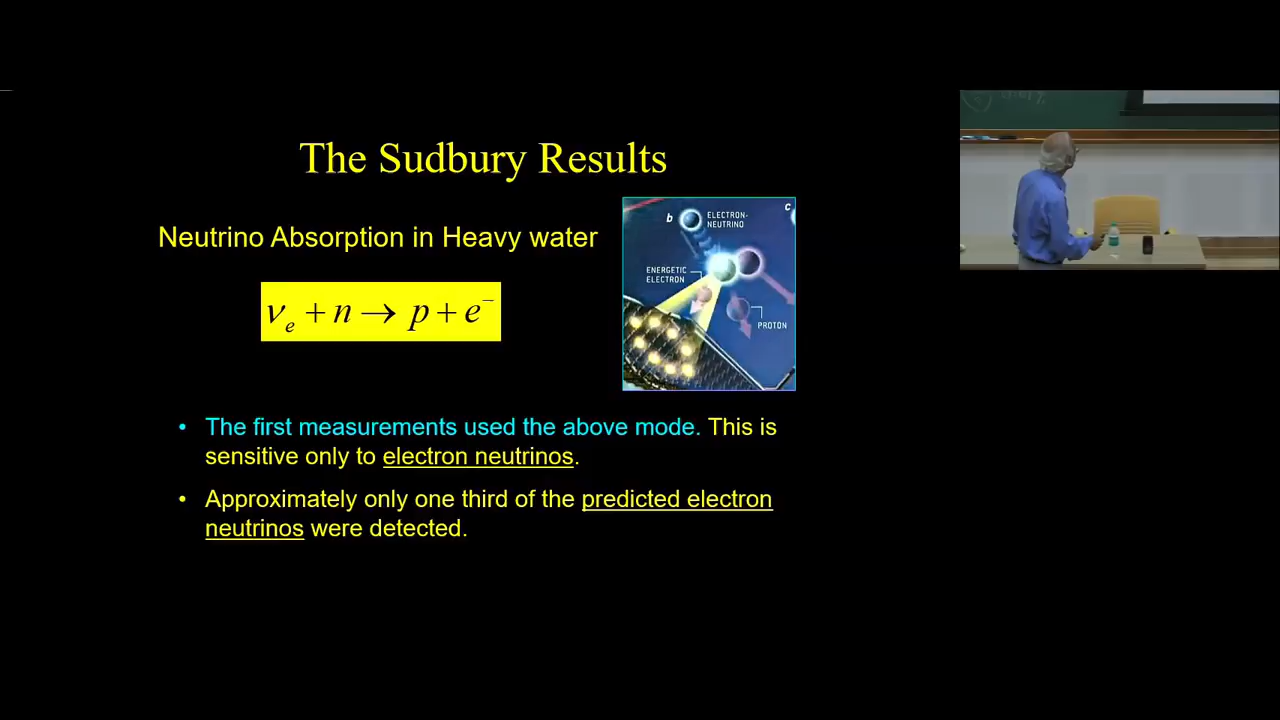 The Sudbury Results
Neutrino Absorption in Heavy water
ν_e + n → p + e⁻
b
c
ELECTRON-
NEUTRINO
ENERGETIC
ELECTRON
PROTON
• The first measurements used the above mode. This is
sensitive only to electron neutrinos.
• Approximately only one third of the predicted electron
neutrinos were detected.